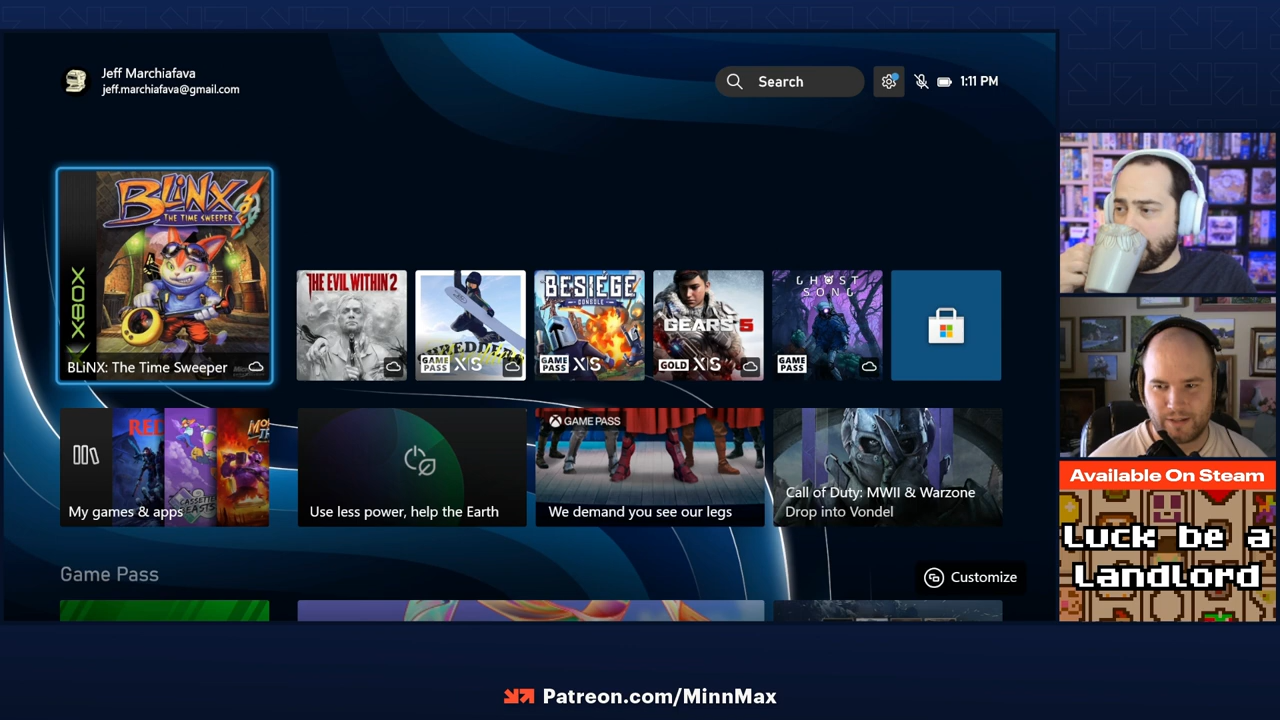 Jeff Marchiafava
jeff.marchiafava@gmail.com
Search
1:11 PM
BLiNX
THE TIME SWEEPER
XBOX
BLiNX: The Time Sweeper
THE EVIL WITHIN 2
SHREDDERS
GAME PASS X|S
BESIEGE
CONSOLE
GAME PASS X|S
GEARS 5
GOLD X|S
GHOST SONG
GAME PASS
My games & apps
CASSETTE BEASTS
Use less power, help the Earth
GAME PASS
We demand you see our legs
Call of Duty: MWII & Warzone
Drop into Vondel
Game Pass
Customize
Available On Steam
Luck be a
Landlord
Patreon.com/MinnMax